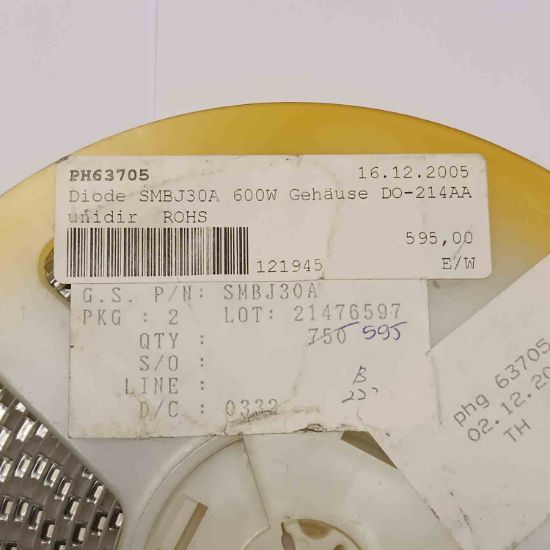 PH63705 16.12.2005
Diode SMBJ30A 600W Gehäuse DO-214AA
unidir ROHS
595,00
121945 E/W
G.S. P/N: SMBJ30A
PKG : 2 LOT: 21476597
QTY : 750 595
S/O :
LINE :
D/C : 0332
B
phg 63705
02.12.20
TH